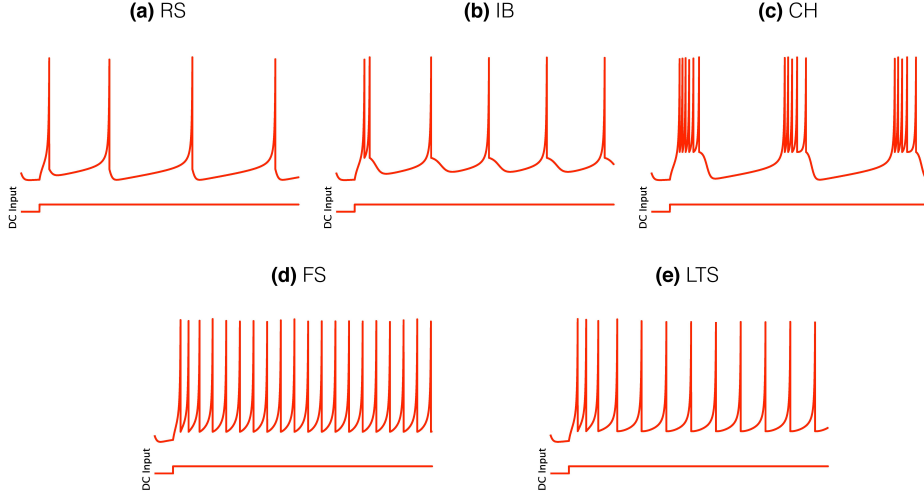 (a) RS
(b) IB
(c) CH
DC Input
DC Input
DC Input
(d) FS
(e) LTS
DC Input
DC Input